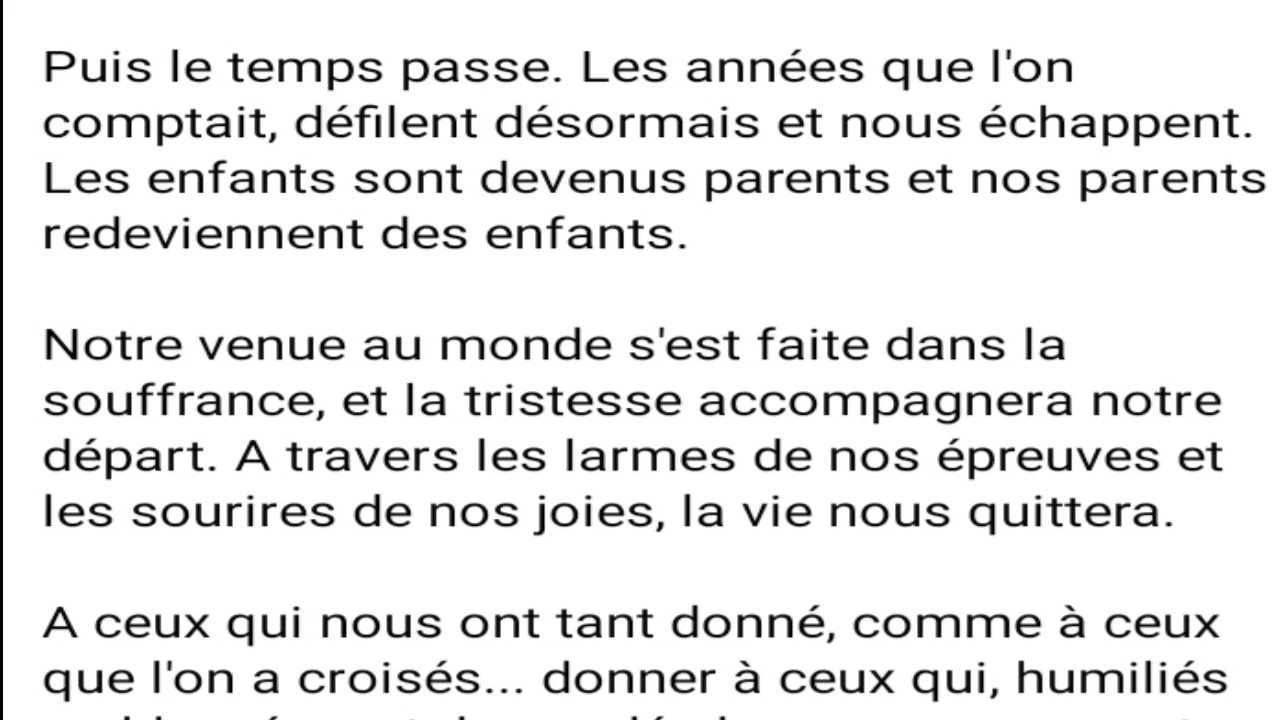 Puis le temps passe. Les années que l'on
comptait, défilent désormais et nous échappent.
Les enfants sont devenus parents et nos parents
redeviennent des enfants.
Notre venue au monde s'est faite dans la
souffrance, et la tristesse accompagnera notre
départ. A travers les larmes de nos épreuves et
les sourires de nos joies, la vie nous quittera.
A ceux qui nous ont tant donné, comme à ceux
que l'on a croisés... donner à ceux qui, humiliés